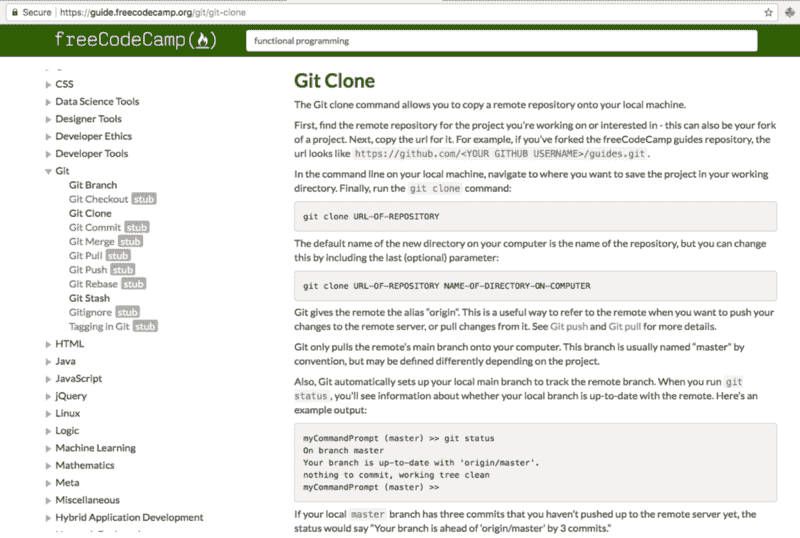 Secure | https://guide.freecodecamp.org/git/git-clone
freeCodeCamp
functional programming
CSS
Data Science Tools
Designer Tools
Developer Ethics
Developer Tools
Git
Git Branch
Git Checkout stub
Git Clone
Git Commit stub
Git Merge stub
Git Pull stub
Git Push stub
Git Rebase stub
Git Stash
Gitignore stub
Tagging in Git stub
HTML
Java
JavaScript
jQuery
Linux
Logic
Machine Learning
Mathematics
Meta
Miscellaneous
Hybrid Application Development
Git Clone
The Git clone command allows you to copy a remote repository onto your local machine.
First, find the remote repository for the project you're working on or interested in - this can also be your fork
of a project. Next, copy the url for it. For example, if you've forked the freeCodeCamp guides repository, the
url looks like https://github.com/<YOUR GITHUB USERNAME>/guides.git.
In the command line on your local machine, navigate to where you want to save the project in your working
directory. Finally, run the git clone command:
git clone URL-OF-REPOSITORY
The default name of the new directory on your computer is the name of the repository, but you can change
this by including the last (optional) parameter:
git clone URL-OF-REPOSITORY NAME-OF-DIRECTORY-ON-COMPUTER
Git gives the remote the alias "origin". This is a useful way to refer to the remote when you want to push your
changes to the remote server, or pull changes from it. See Git push and Git pull for more details.
Git only pulls the remote's main branch onto your computer. This branch is usually named "master" by
convention, but may be defined differently depending on the project.
Also, Git automatically sets up your local main branch to track the remote branch. When you run git
status, you'll see information about whether your local branch is up-to-date with the remote. Here's an
example output:
myCommandPrompt (master) >> git status
On branch master
Your branch is up-to-date with 'origin/master'.
nothing to commit, working tree clean
myCommandPrompt (master) >>
If your local master branch has three commits that you haven't pushed up to the remote server yet, the
status would say "Your branch is ahead of 'origin/master' by 3 commits."